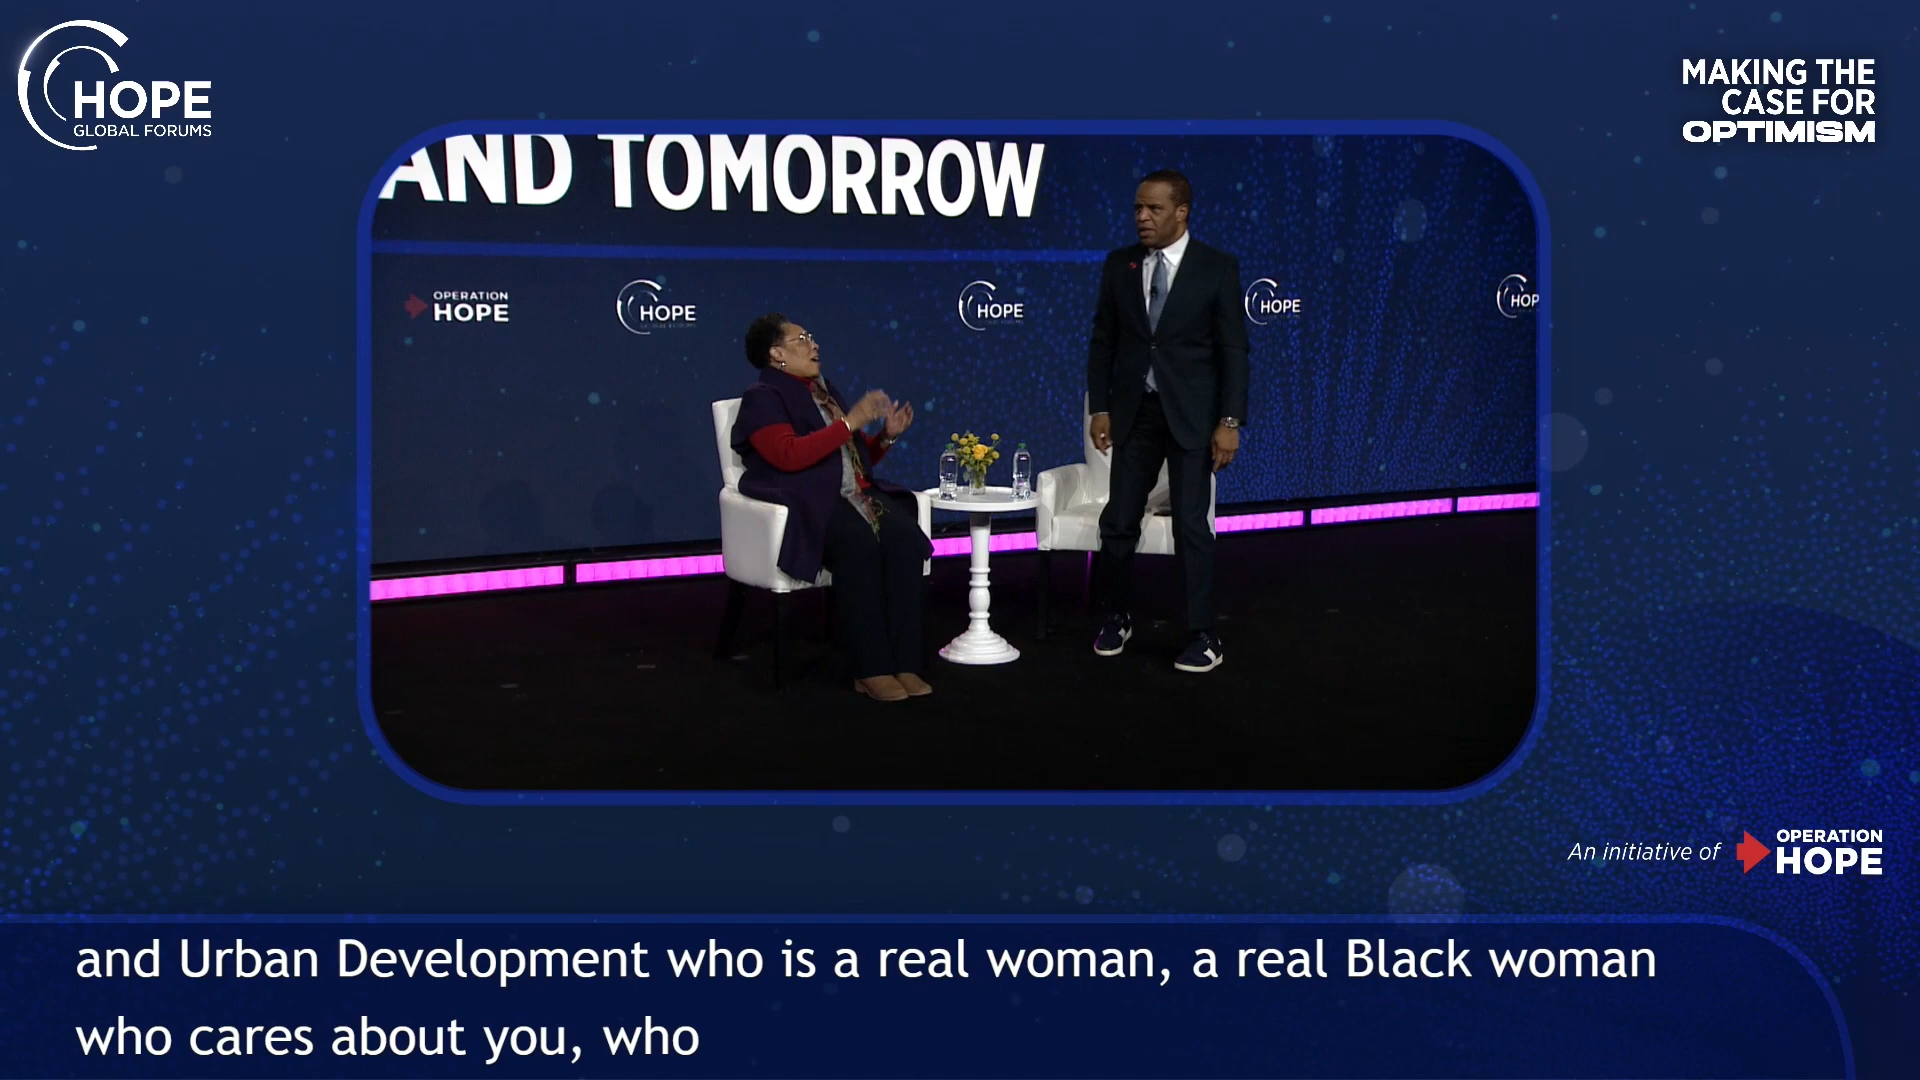 HOPE
GLOBAL FORUMS
MAKING THE
CASE FOR
OPTIMISM
AND TOMORROW
OPERATION
HOPE
HOPE
HOPE
HOPE
HOP
An initiative of
OPERATION
HOPE
and Urban Development who is a real woman, a real Black woman
who cares about you, who